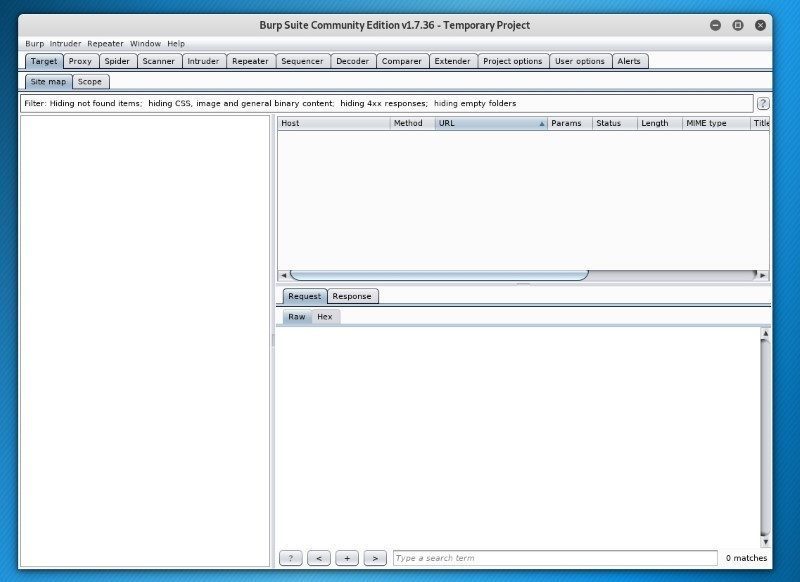 Burp Suite Community Edition v1.7.36 - Temporary Project
Burp Intruder Repeater Window Help
Target Proxy Spider Scanner Intruder Repeater Sequencer Decoder Comparer Extender Project options User options Alerts
Site map Scope
Filter: Hiding not found items; hiding CSS, image and general binary content; hiding 4xx responses; hiding empty folders ?
Host Method URL Params Status Length MIME type Title
Request Response
Raw Hex
? < + > Type a search term 0 matches